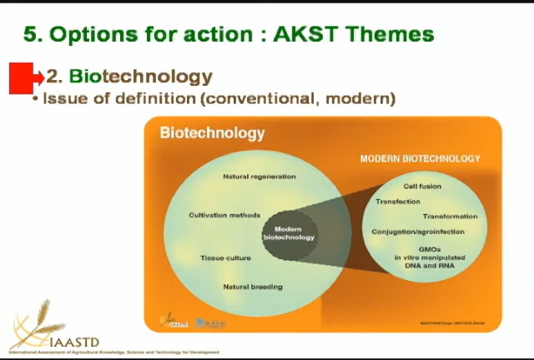 5. Options for action : AKST Themes
2. Biotechnology
• Issue of definition (conventional, modern)
Biotechnology
MODERN BIOTECHNOLOGY
Natural regeneration
Cultivation methods
Tissue culture
Natural breeding
Modern
biotechnology
Cell fusion
Transfection
Transformation
Conjugation/agroinfection
GMOs
in vitro manipulated
DNA and RNA
IAASTD
International Assessment of Agricultural Knowledge, Science and Technology for Development